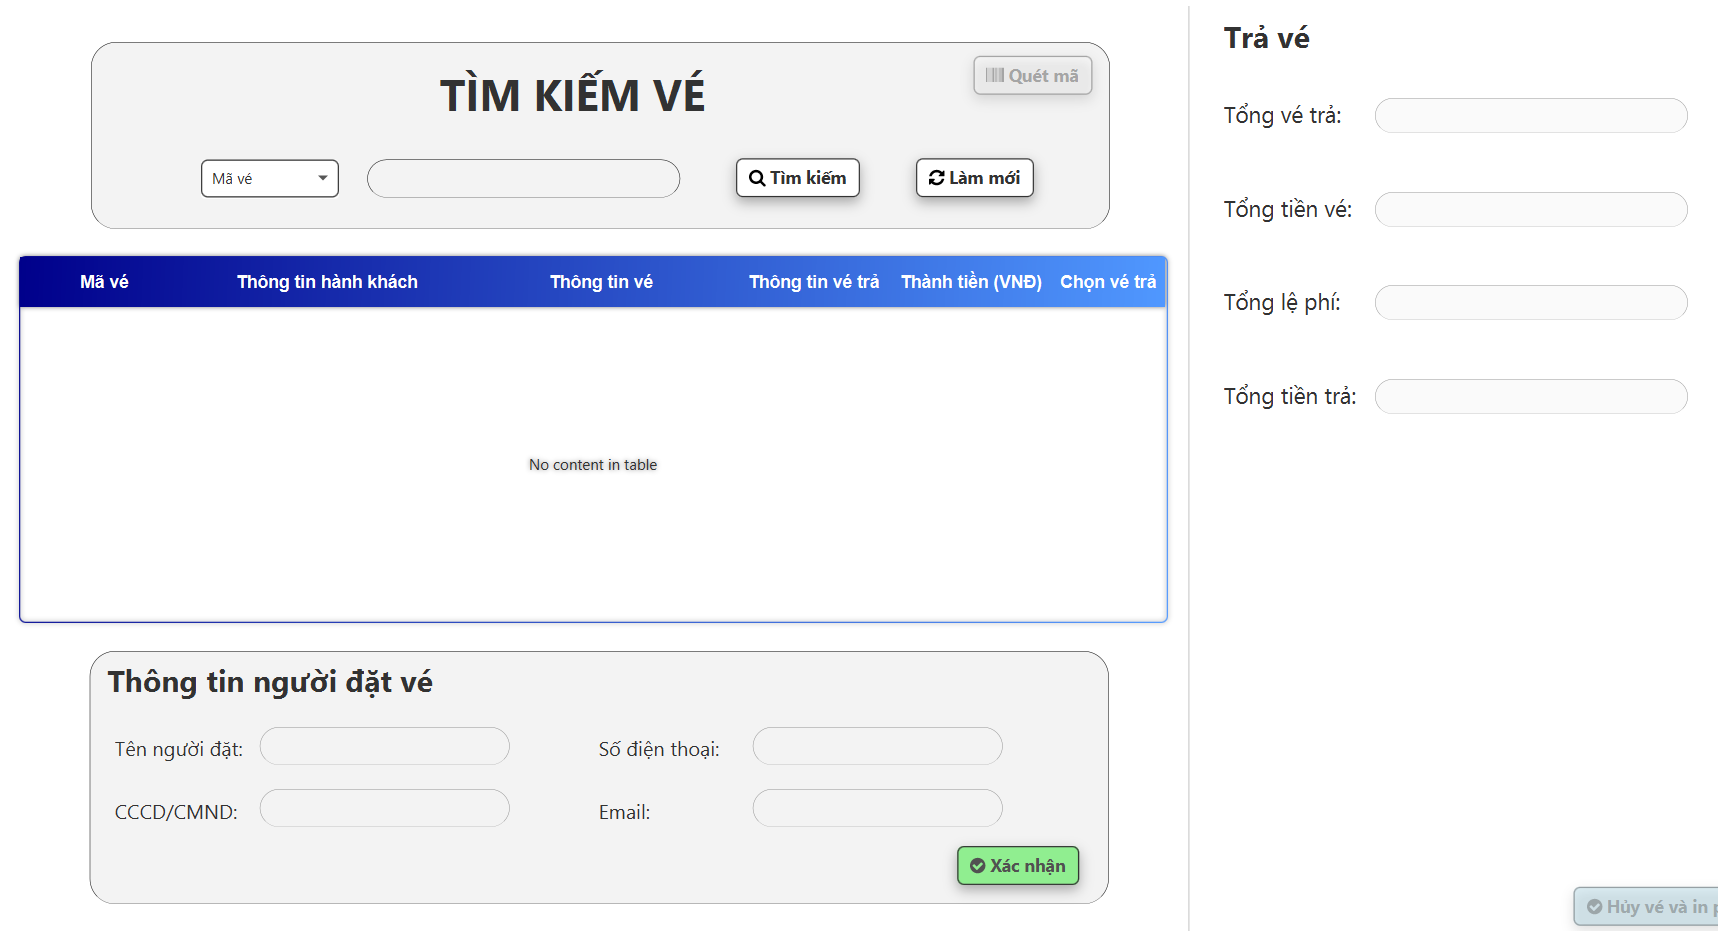 TÌM KIẾM VÉ
Quét mã
Mã vé
Tìm kiếm
Làm mới
Mã vé Thông tin hành khách Thông tin vé Thông tin vé trả Thành tiền (VNĐ) Chọn vé trả
No content in table
Thông tin người đặt vé
Tên người đặt:
Số điện thoại:
CCCD/CMND:
Email:
Xác nhận
Trả vé
Tổng vé trả:
Tổng tiền vé:
Tổng lệ phí:
Tổng tiền trả:
Hủy vé và in